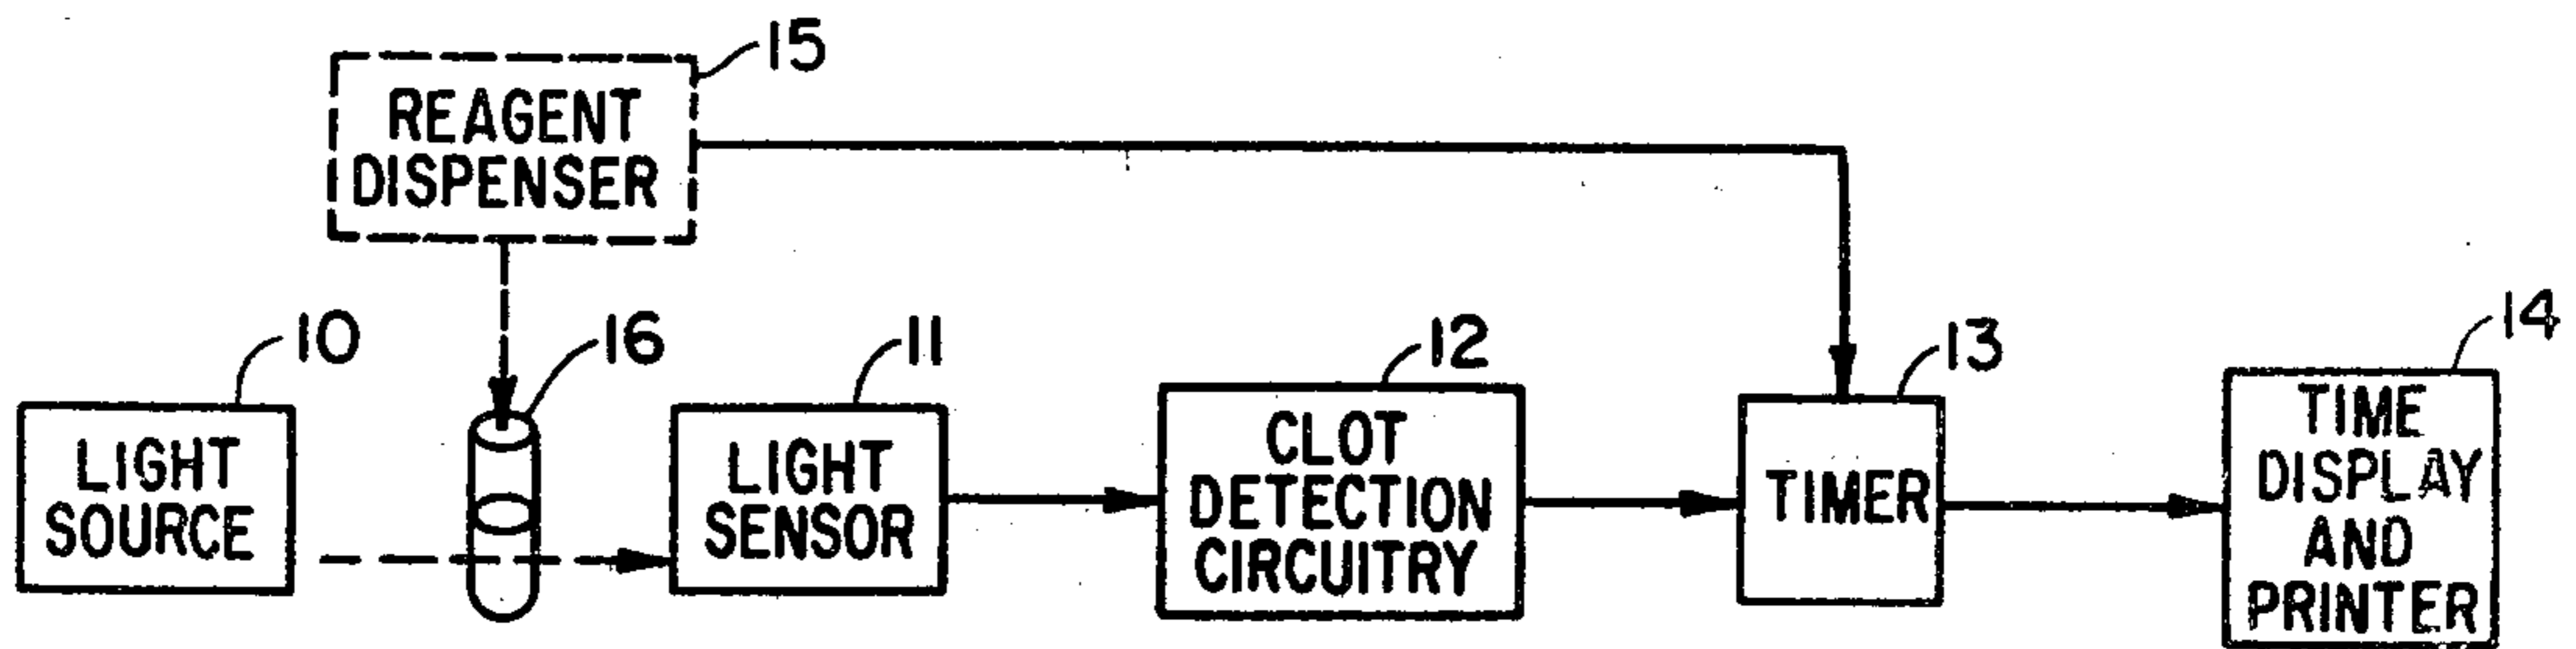 15
REAGENT
DISPENSER
10
16
11
12
13
14
LIGHT
SOURCE
LIGHT
SENSOR
CLOT
DETECTION
CIRCUITRY
TIMER
TIME
DISPLAY
AND
PRINTER